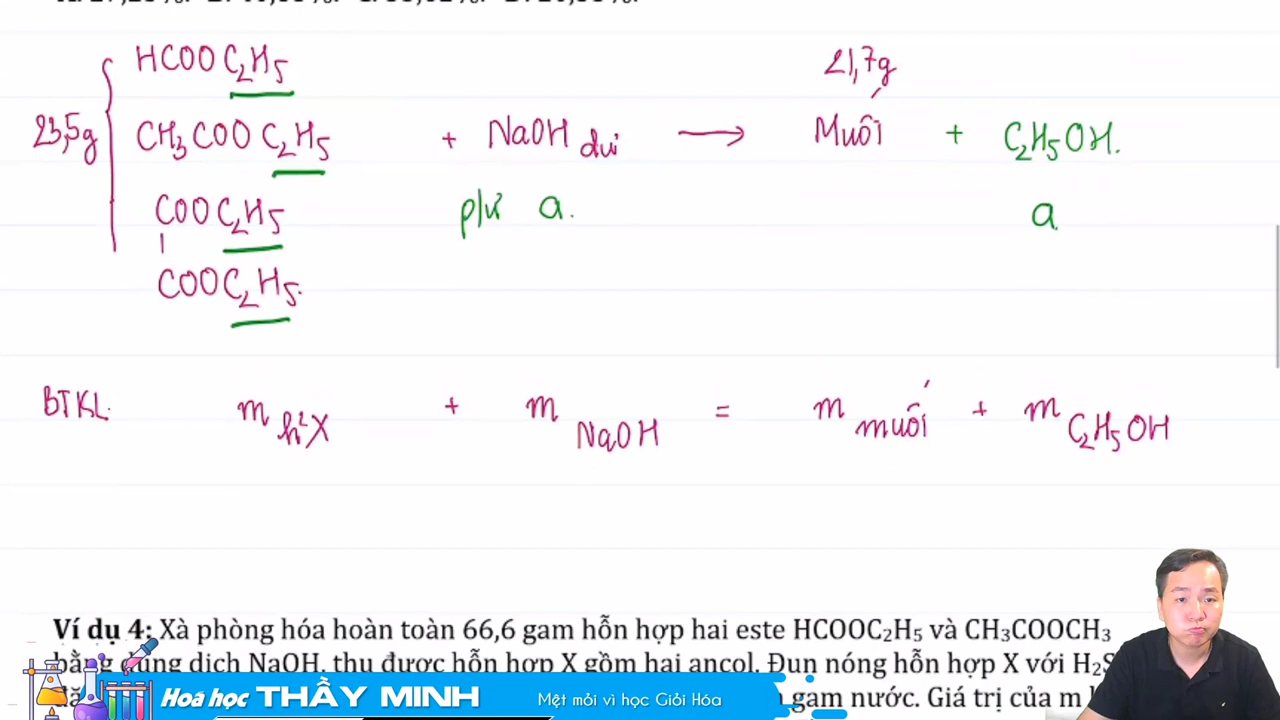 HCOOC₂H₅
21,7g
23,5g
CH₃COOC₂H₅ + NaOH dư → Muối + C₂H₅OH.
COOC₂H₅
p/ư a.
a
COOC₂H₅.
BTKL. m h²X + m NaOH = m muối + m C₂H₅OH
Ví dụ 4: Xà phòng hóa hoàn toàn 66,6 gam hỗn hợp hai este HCOOC₂H₅ và CH₃COOCH₃
bằng dung dịch NaOH, thu được hỗn hợp X gồm hai ancol. Đun nóng hỗn hợp X với H₂S
gam nước. Giá trị của m
Hoá học THẦY MINH
Mệt mỏi vì học Giỏi Hóa